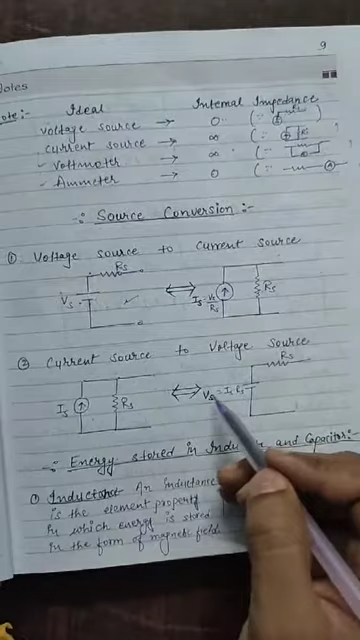 Notes
9
Note:- Ideal Internal Impedance
voltage source → 0
current source → ∞
- Voltmeter → ∞
- Ammeter → 0 A
-: Source Conversion :-
① Voltage source to current source
Rs
Vs Is = Vs/Rs Rs
② Current source to Voltage source
Rs
Is Rs Vs = Is Rs
-: Energy stored in and Capacitor:-
① Inductand An Inductance
is the element property
in which energy is stored
in the form of magnetic field